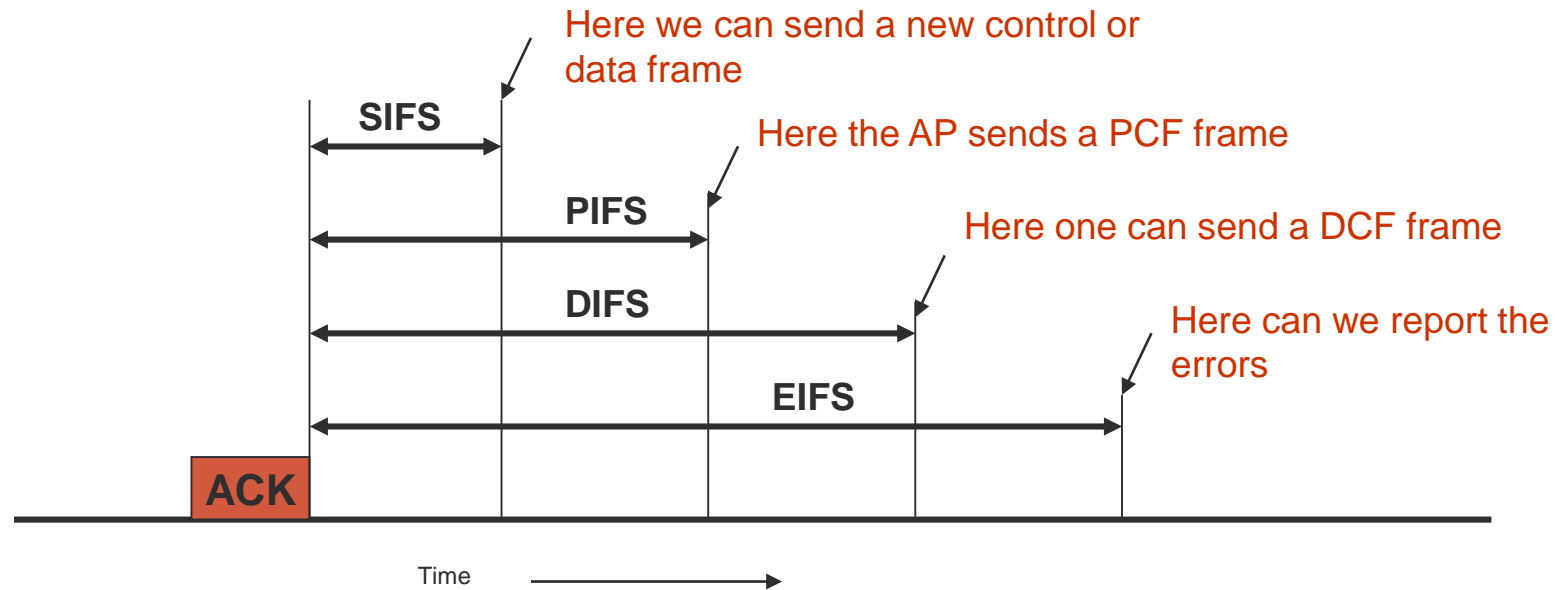 Here we can send a new control or
data frame
SIFS
Here the AP sends a PCF frame
PIFS
Here one can send a DCF frame
DIFS
Here can we report the
errors
EIFS
ACK
Time